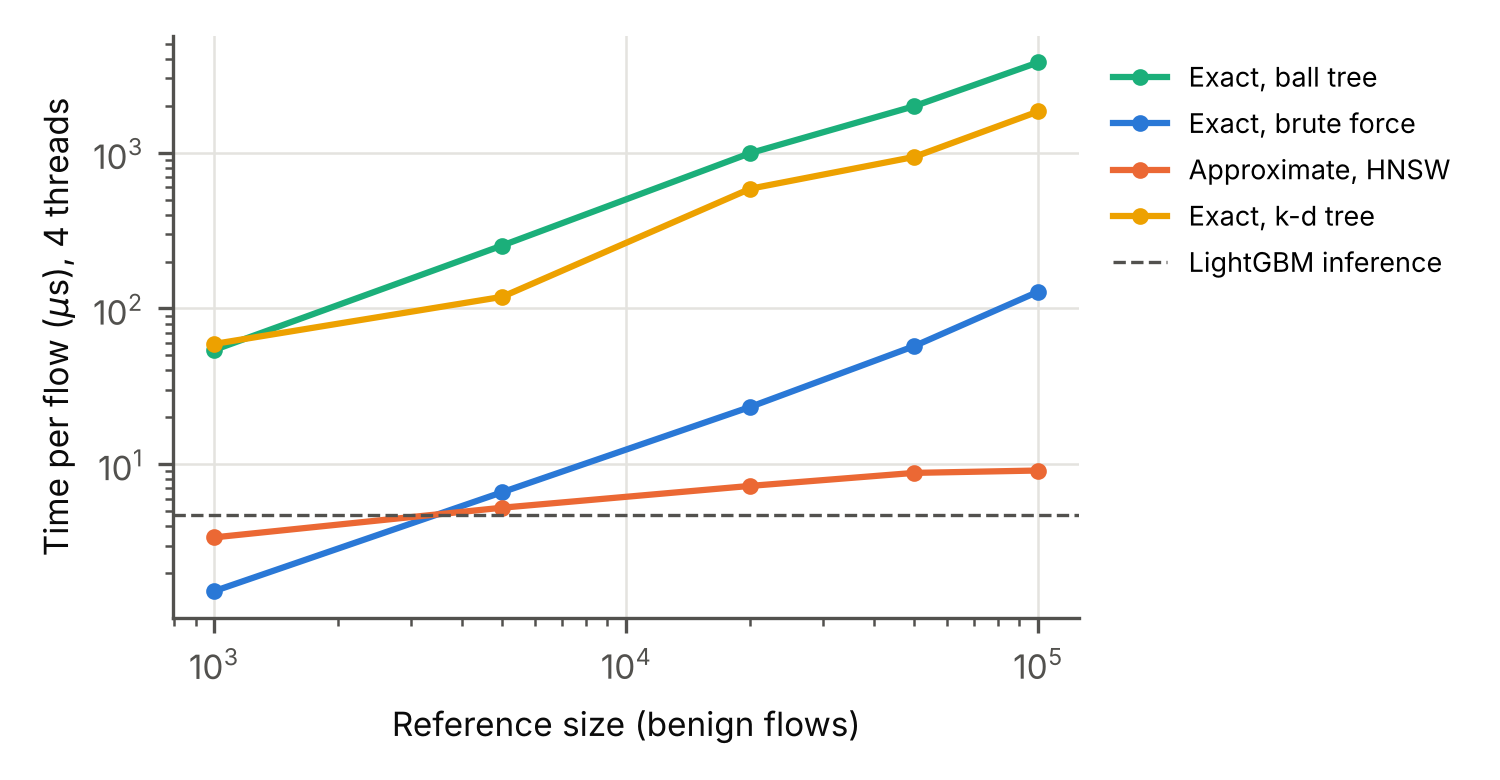 Time per flow (μs), 4 threads
10³
10²
10¹
10³
10⁴
10⁵
Reference size (benign flows)
Exact, ball tree
Exact, brute force
Approximate, HNSW
Exact, k-d tree
LightGBM inference